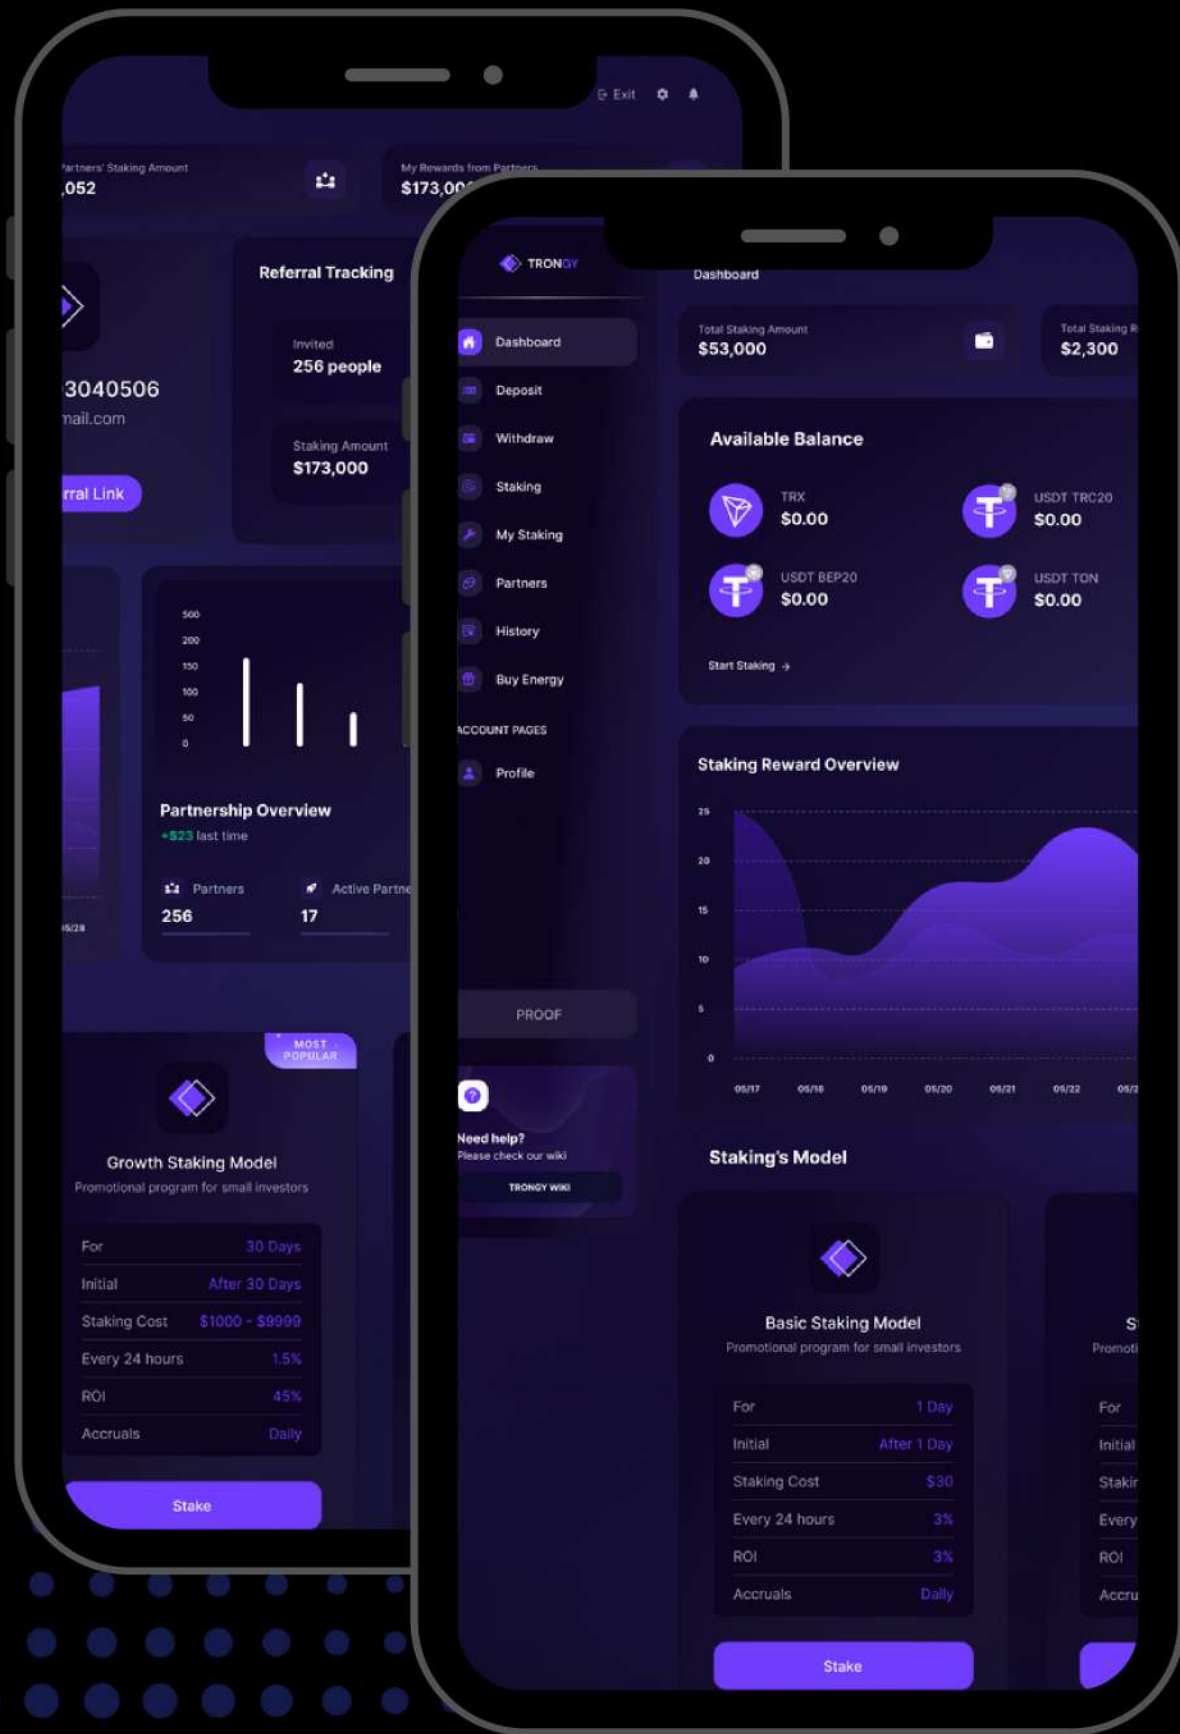 Exit
Partners' Staking Amount
,052
My Rewards from Partners
$173,00
Referral Tracking
Invited
256 people
Staking Amount
$173,000
3040506
mail.com
rral Link
500
200
150
100
50
0
Partnership Overview
+$23 last time
Partners
256
Active Partne
17
05/28
MOST
POPULAR
Growth Staking Model
Promotional program for small investors
For 30 Days
Initial After 30 Days
Staking Cost $1000 - $9999
Every 24 hours 1.5%
ROI 45%
Accruals Daily
Stake
TRONGY
Dashboard
Deposit
Withdraw
Staking
My Staking
Partners
History
Buy Energy
ACCOUNT PAGES
Profile
PROOF
Need help?
Please check our wiki
TRONGY WIKI
Dashboard
Total Staking Amount
$53,000
Total Staking R
$2,300
Available Balance
TRX
$0.00
USDT TRC20
$0.00
USDT BEP20
$0.00
USDT TON
$0.00
Start Staking →
Staking Reward Overview
25
20
15
10
5
0
05/17 05/18 05/19 05/20 05/21 05/22 05/2
Staking's Model
Basic Staking Model
Promotional program for small investors
For 1 Day
Initial After 1 Day
Staking Cost $30
Every 24 hours 3%
ROI 3%
Accruals Daily
Stake
S
Promoti
For
Initial
Stakin
Every
ROI
Accru